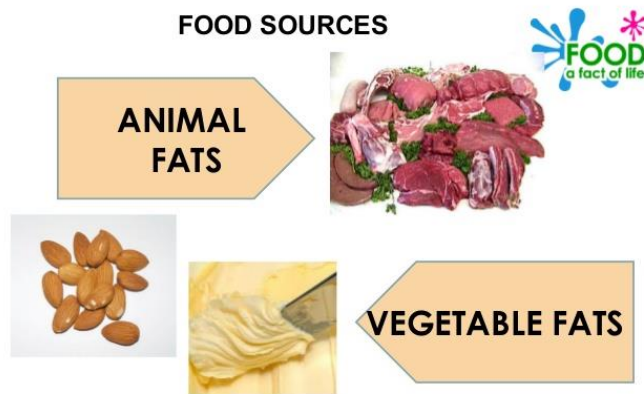 FOOD SOURCES
FOOD
a fact of life
ANIMAL
FATS
VEGETABLE FATS